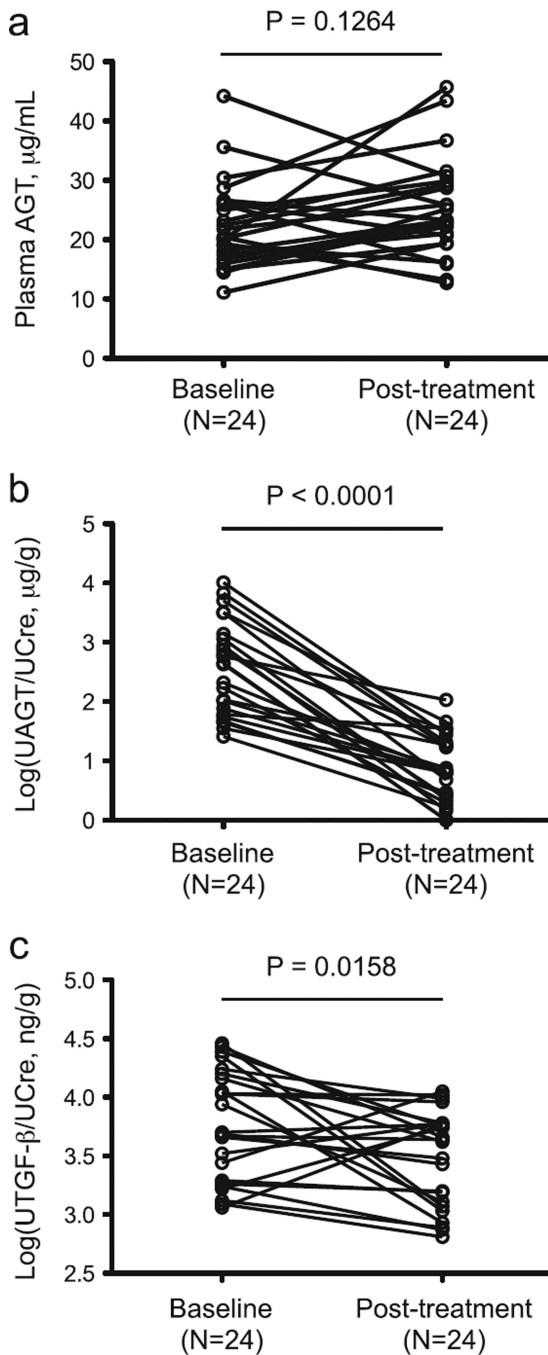 a
P = 0.1264
Plasma AGT, μg/mL
50
40
30
20
10
0
Baseline
(N=24)
Post-treatment
(N=24)
b
P < 0.0001
Log(UAGT/UCre, μg/g)
5
4
3
2
1
0
Baseline
(N=24)
Post-treatment
(N=24)
c
P = 0.0158
Log(UTGF-β/UCre, ng/g)
5.0
4.5
4.0
3.5
3.0
2.5
Baseline
(N=24)
Post-treatment
(N=24)